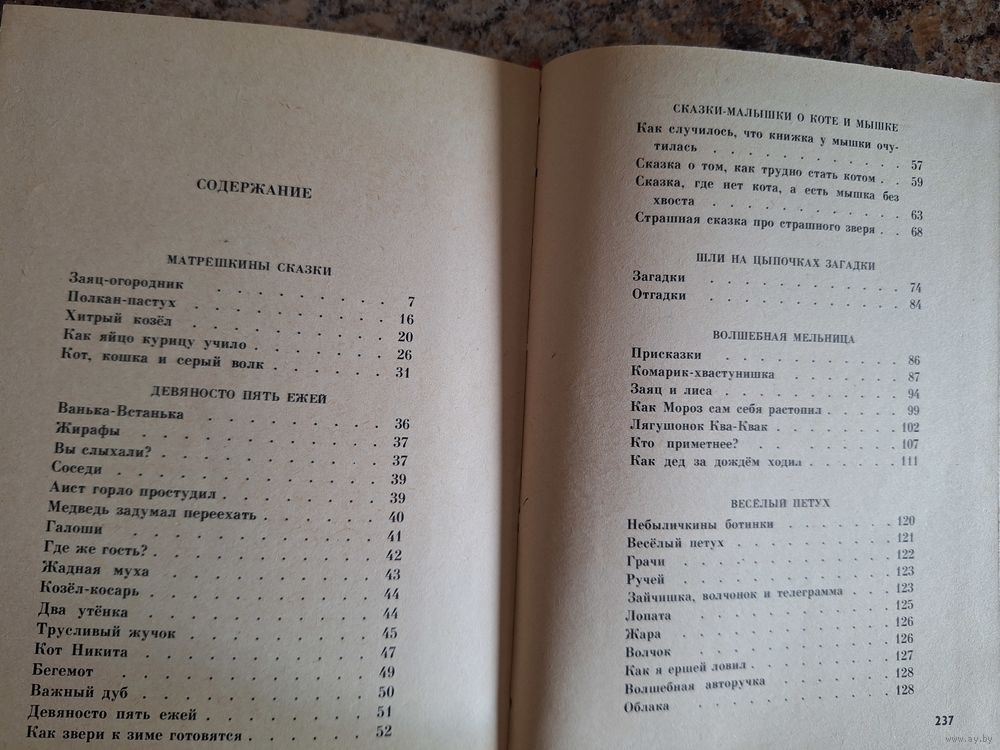 СОДЕРЖАНИЕ
МАТРЕШКИНЫ СКАЗКИ
Заяц-огородник . . . . . . . . 7
Полкан-пастух . . . . . . . . 16
Хитрый козёл . . . . . . . . 20
Как яйцо курицу учило . . . . . . 26
Кот, кошка и серый волк . . . . . 31
ДЕВЯНОСТО ПЯТЬ ЕЖЕЙ
Ванька-Встанька . . . . . . . . 36
Жирафы . . . . . . . . . . 37
Вы слыхали? . . . . . . . . . 37
Соседи . . . . . . . . . . 39
Аист горло простудил . . . . . . 39
Медведь задумал переехать . . . . . 40
Галоши . . . . . . . . . . 41
Где же гость? . . . . . . . . . 42
Жадная муха . . . . . . . . . 43
Козёл-косарь . . . . . . . . . 44
Два утёнка . . . . . . . . . 44
Трусливый жучок . . . . . . . . 45
Кот Никита . . . . . . . . . 47
Бегемот . . . . . . . . . . 49
Важный дуб . . . . . . . . . 50
Девяносто пять ежей . . . . . . . 51
Как звери к зиме готовятся . . . . . 52
СКАЗКИ-МАЛЫШКИ О КОТЕ И МЫШКЕ
Как случилось, что книжка у мышки очу-
тилась . . . . . . . . . . 57
Сказка о том, как трудно стать котом . . 59
Сказка, где нет кота, а есть мышка без
хвоста . . . . . . . . . . 63
Страшная сказка про страшного зверя . . 68
ШЛИ НА ЦЫПОЧКАХ ЗАГАДКИ
Загадки . . . . . . . . . . 74
Отгадки . . . . . . . . . . 84
ВОЛШЕБНАЯ МЕЛЬНИЦА
Присказки . . . . . . . . . 86
Комарик-хвастунишка . . . . . . 87
Заяц и лиса . . . . . . . . . 94
Как Мороз сам себя растопил . . . . 99
Лягушонок Ква-Квак . . . . . . . 102
Кто приметнее? . . . . . . . . 107
Как дед за дождём ходил . . . . . 111
ВЕСЁЛЫЙ ПЕТУХ
Небыличкины ботинки . . . . . . 120
Весёлый петух . . . . . . . . 121
Грачи . . . . . . . . . . 122
Ручей . . . . . . . . . . 123
Зайчишка, волчонок и телеграмма . . . 123
Лопата . . . . . . . . . . 125
Жара . . . . . . . . . . 126
Волчок . . . . . . . . . . 126
Как я ершей ловил . . . . . . . 127
Волшебная авторучка . . . . . . 128
Облака . . . . . . . . . . 128
237
www.ay.by